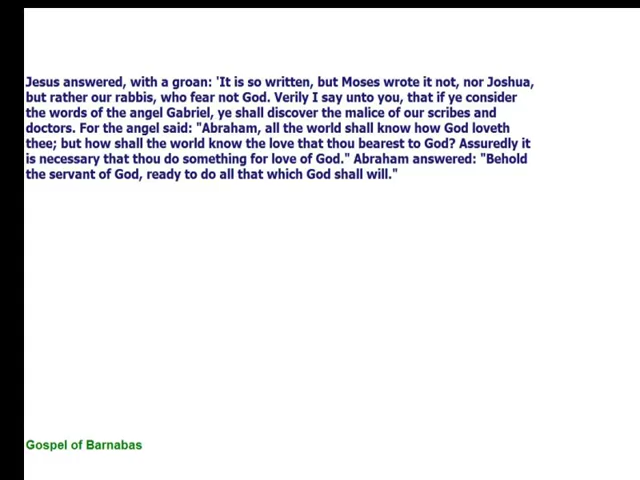 Jesus answered, with a groan: 'It is so written, but Moses wrote it not, nor Joshua,
but rather our rabbis, who fear not God. Verily I say unto you, that if ye consider
the words of the angel Gabriel, ye shall discover the malice of our scribes and
doctors. For the angel said: "Abraham, all the world shall know how God loveth
thee; but how shall the world know the love that thou bearest to God? Assuredly it
is necessary that thou do something for love of God." Abraham answered: "Behold
the servant of God, ready to do all that which God shall will."
Gospel of Barnabas